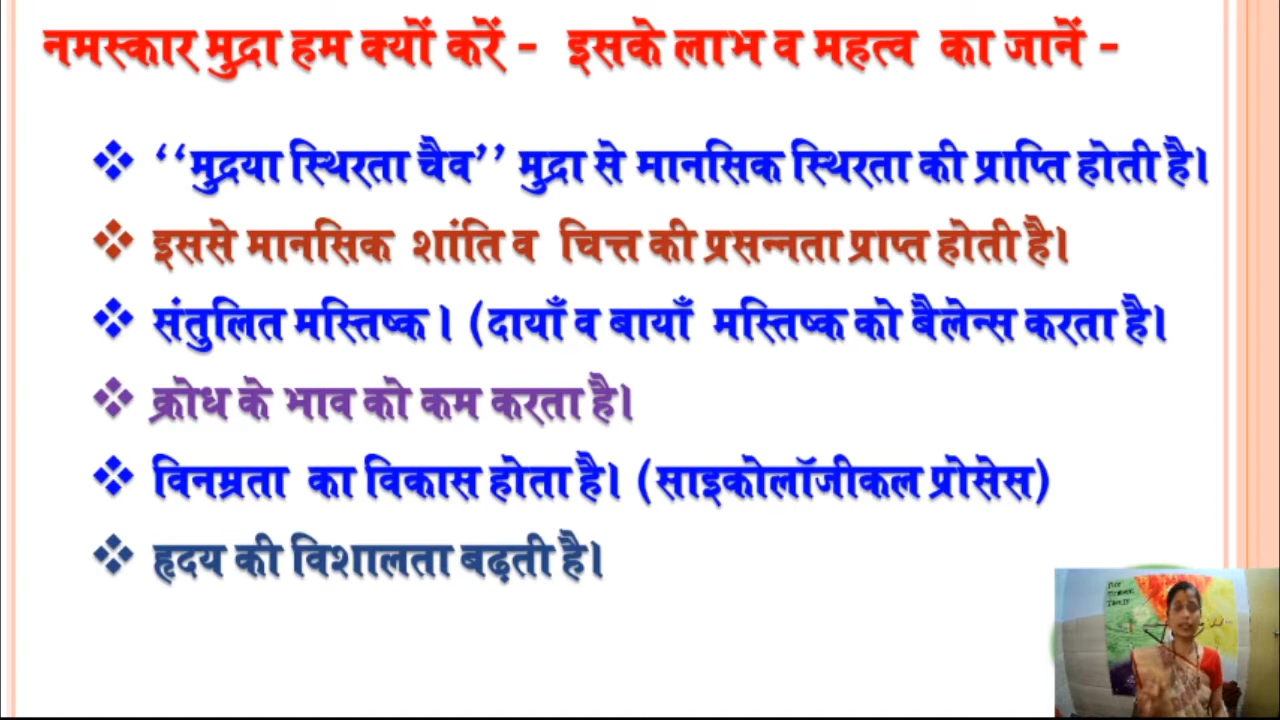 नमस्कार मुद्रा हम क्यों करें - इसके लाभ व महत्व का जानें -
‘‘मुद्रया स्थिरता चैव’’ मुद्रा से मानसिक स्थिरता की प्राप्ति होती है।
इससे मानसिक शांति व चित्त की प्रसन्नता प्राप्त होती है।
संतुलित मस्तिष्क। (दायाँ व बायाँ मस्तिष्क को बैलेन्स करता है।
क्रोध के भाव को कम करता है।
विनम्रता का विकास होता है। (साइकोलॉजीकल प्रोसेस)
हृदय की विशालता बढ़ती है।